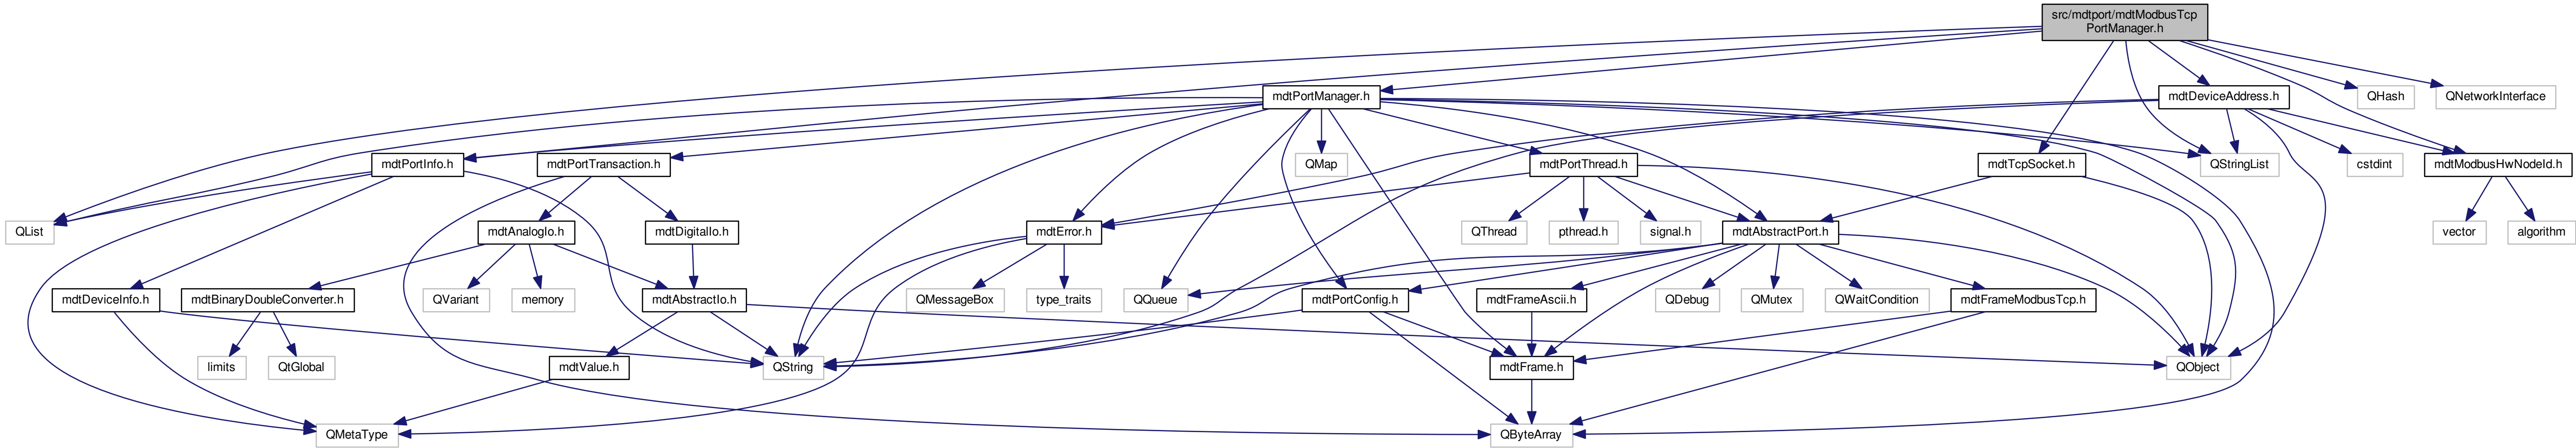 src/mdtport/mdtModbusTcp
PortManager.h
mdtPortManager.h
mdtDeviceAddress.h
QHash
QNetworkInterface
mdtPortInfo.h
mdtPortTransaction.h
QMap
mdtPortThread.h
mdtTcpSocket.h
QStringList
cstdint
mdtModbusHwNodeId.h
QList
mdtAnalogIo.h
mdtDigitalIo.h
mdtError.h
QThread
pthread.h
signal.h
mdtAbstractPort.h
vector
algorithm
mdtDeviceInfo.h
mdtBinaryDoubleConverter.h
QVariant
memory
mdtAbstractIo.h
QMessageBox
type_traits
QQueue
mdtPortConfig.h
mdtFrameAscii.h
QDebug
QMutex
QWaitCondition
mdtFrameModbusTcp.h
limits
QtGlobal
mdtValue.h
QString
mdtFrame.h
QObject
QMetaType
QByteArray